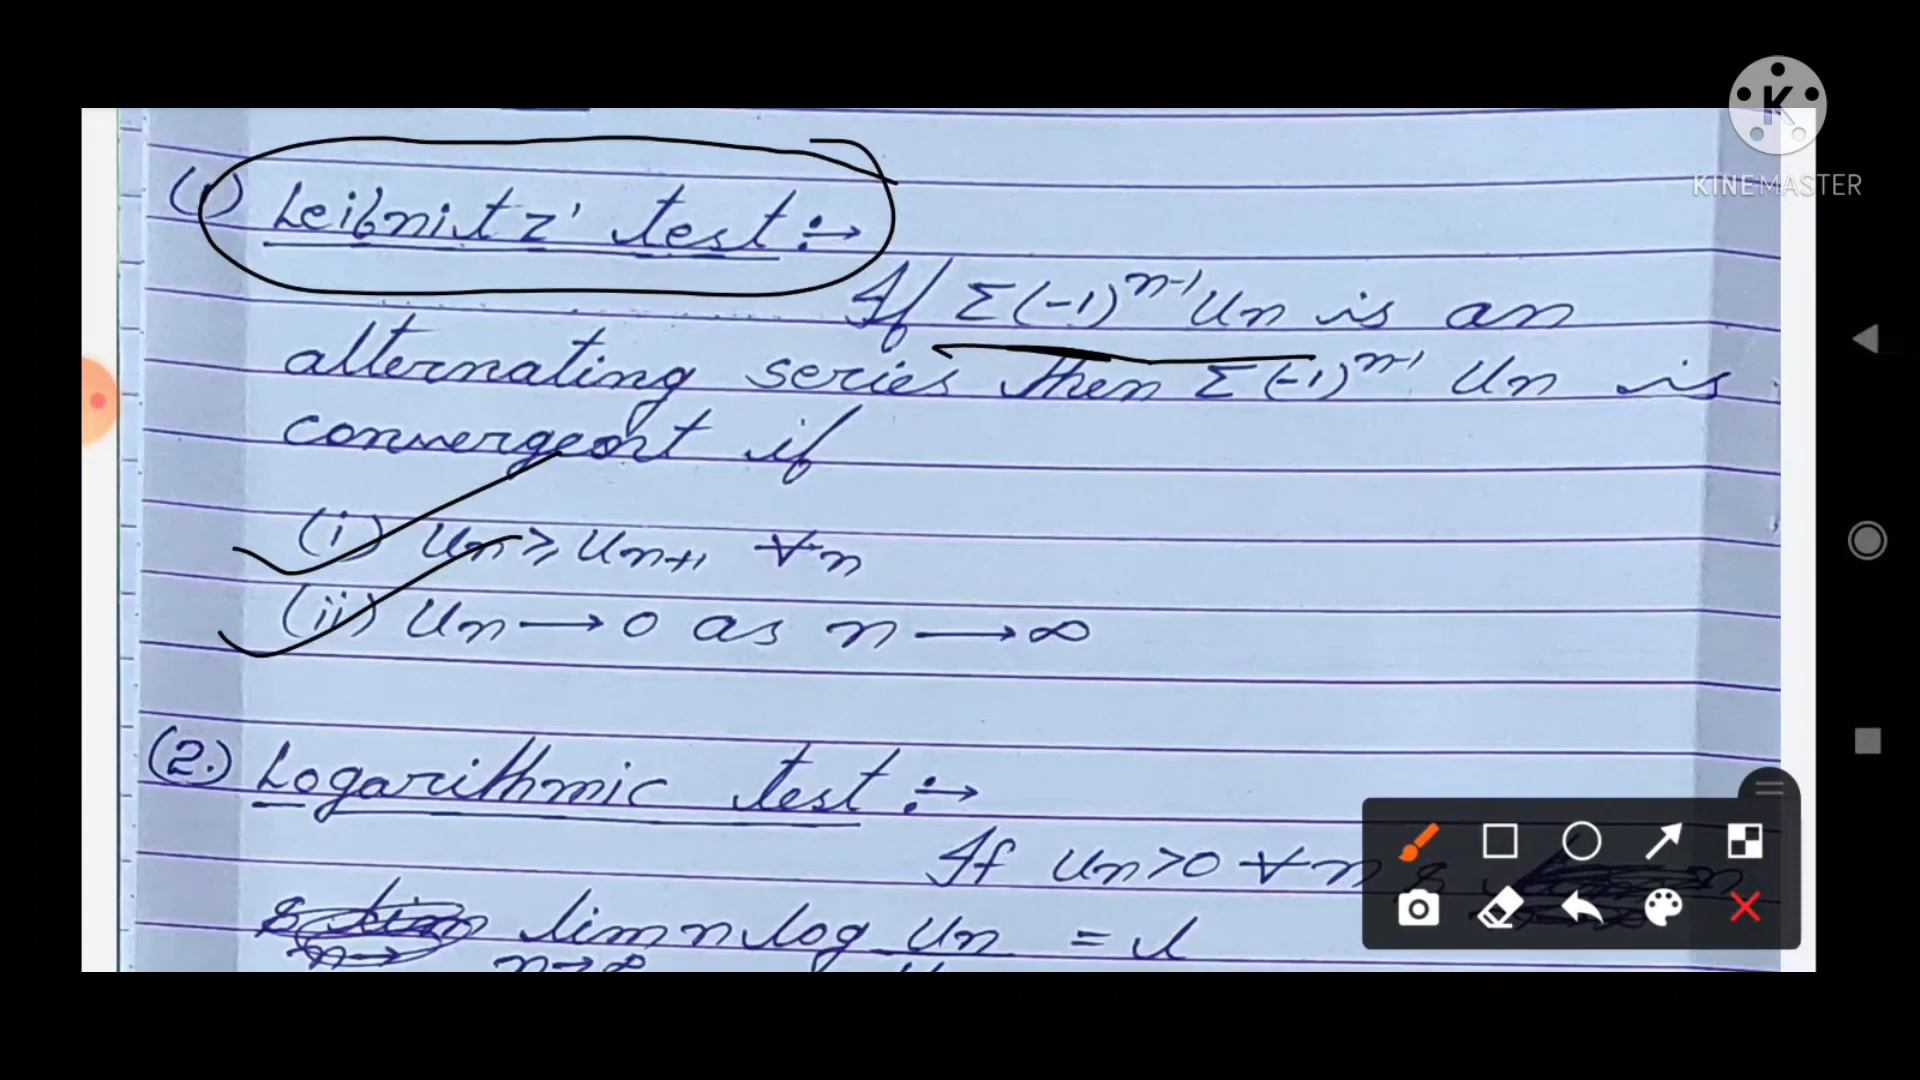 KINEMASTER
(1) Leibnitz' test :→
If Σ(-1)^{n-1} Un is an
alternating series then Σ(-1)^{n-1} Un is
convergent if
(i) Un ≥ Un+1 ∀n
(ii) Un → 0 as n → ∞
(2.) Logarithmic test :→
If Un>0 ∀n &
lim n log Un = l
n→∞